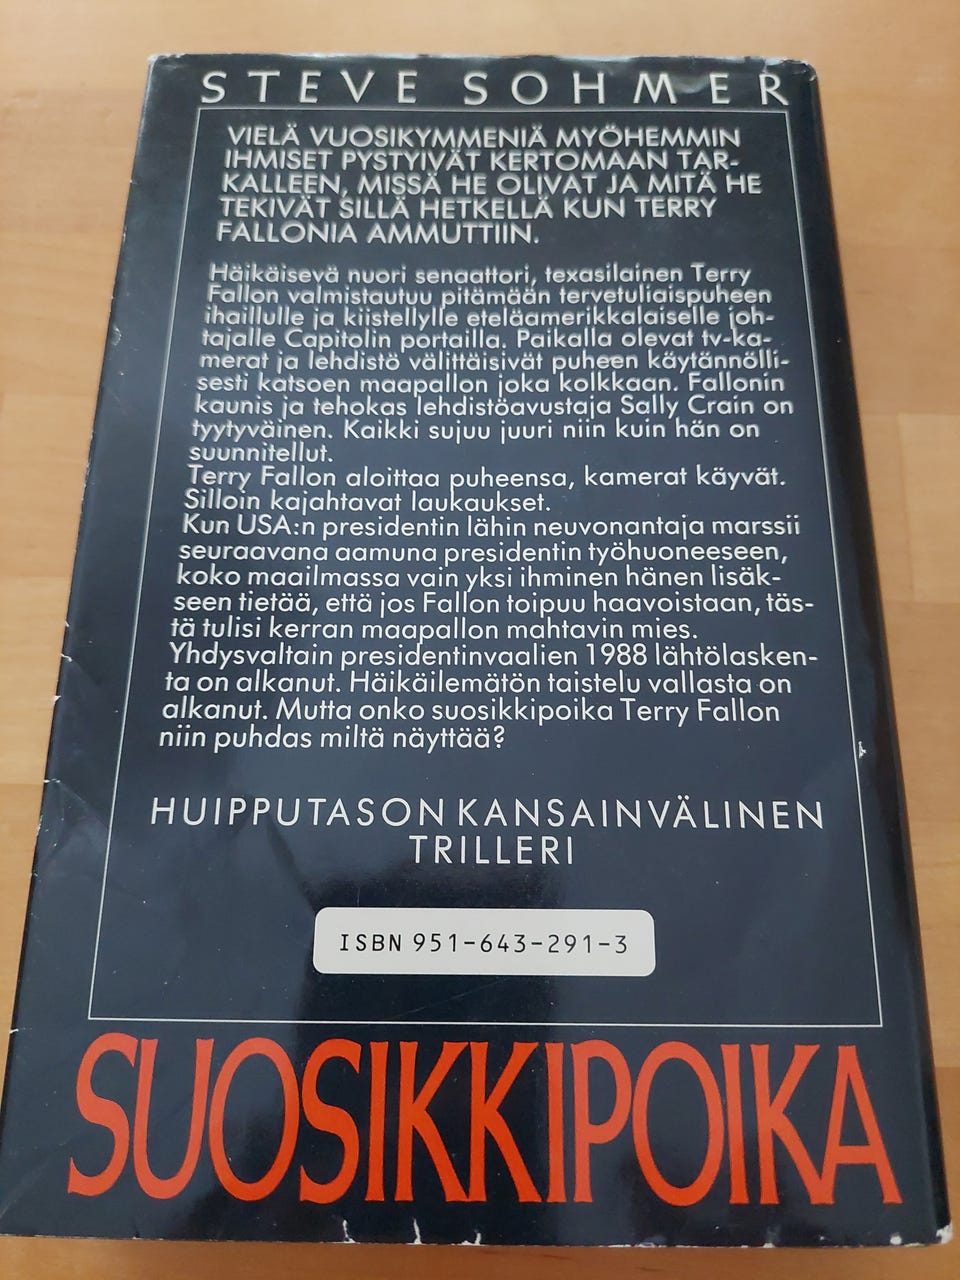 STEVE SOHMER
VIELÄ VUOSIKYMMENIÄ MYÖHEMMIN
IHMISET PYSTYIVÄT KERTOMAAN TAR-
KALLEEN, MISSÄ HE OLIVAT JA MITÄ HE
TEKIVÄT SILLÄ HETKELLÄ KUN TERRY
FALLONIA AMMUTTIIN.
Häikäisevä nuori senaattori, texasilainen Terry
Fallon valmistautuu pitämään tervetuliaispuheen
ihaillulle ja kiistellylle eteläamerikkalaiselle joh-
tajalle Capitolin portailla. Paikalla olevat tv-ka-
merat ja lehdistö välittäisivät puheen käytännölli-
sesti katsoen maapallon joka kolkkaan. Fallonin
kaunis ja tehokas lehdistöavustaja Sally Crain on
tyytyväinen. Kaikki sujuu juuri niin kuin hän on
suunnitellut.
Terry Fallon aloittaa puheensa, kamerat käyvät.
Silloin kajahtavat laukaukset.
Kun USA:n presidentin lähin neuvonantaja marssii
seuraavana aamuna presidentin työhuoneeseen,
koko maailmassa vain yksi ihminen hänen lisäk-
seen tietää, että jos Fallon toipuu haavoistaan, täs-
tä tulisi kerran maapallon mahtavin mies.
Yhdysvaltain presidentinvaalien 1988 lähtölasken-
ta on alkanut. Häikäilemätön taistelu vallasta on
alkanut. Mutta onko suosikkipoika Terry Fallon
niin puhdas miltä näyttää?
HUIPPUTASON KANSAINVÄLINEN
TRILLERI
ISBN 951-643-291-3
SUOSIKKIPOIKA